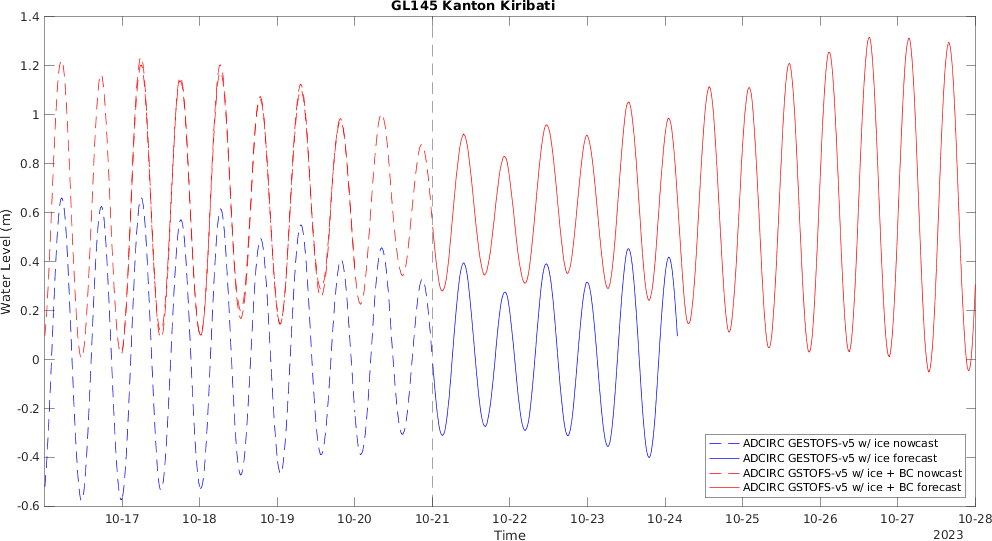 GL145 Kanton Kiribati
1.4
1.2
1
0.8
0.6
0.4
0.2
0
-0.2
-0.4
-0.6
Water Level (m)
ADCIRC GESTOFS-v5 w/ ice nowcast
ADCIRC GESTOFS-v5 w/ ice forecast
ADCIRC GSTOFS-v5 w/ ice + BC nowcast
ADCIRC GSTOFS-v5 w/ ice + BC forecast
10-17 10-18 10-19 10-20 10-21 10-22 10-23 10-24 10-25 10-26 10-27 10-28
Time
2023